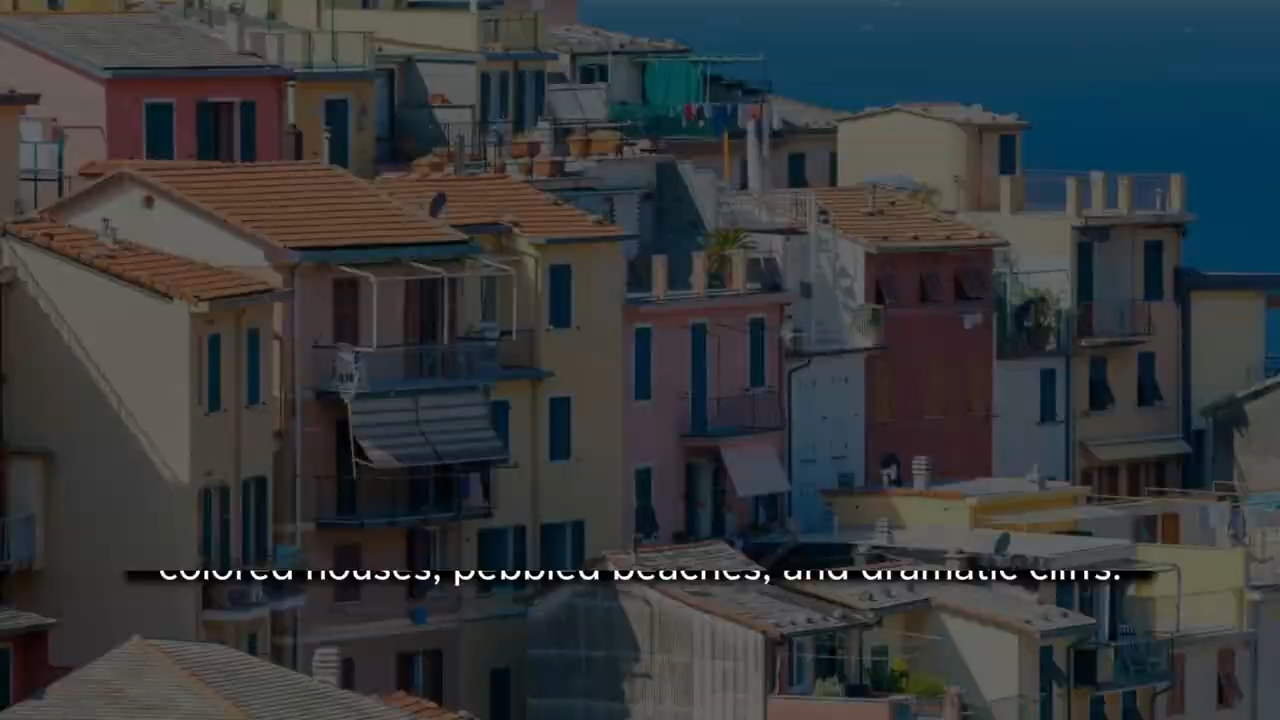 colored houses, pebbled beaches, and dramatic cliffs.